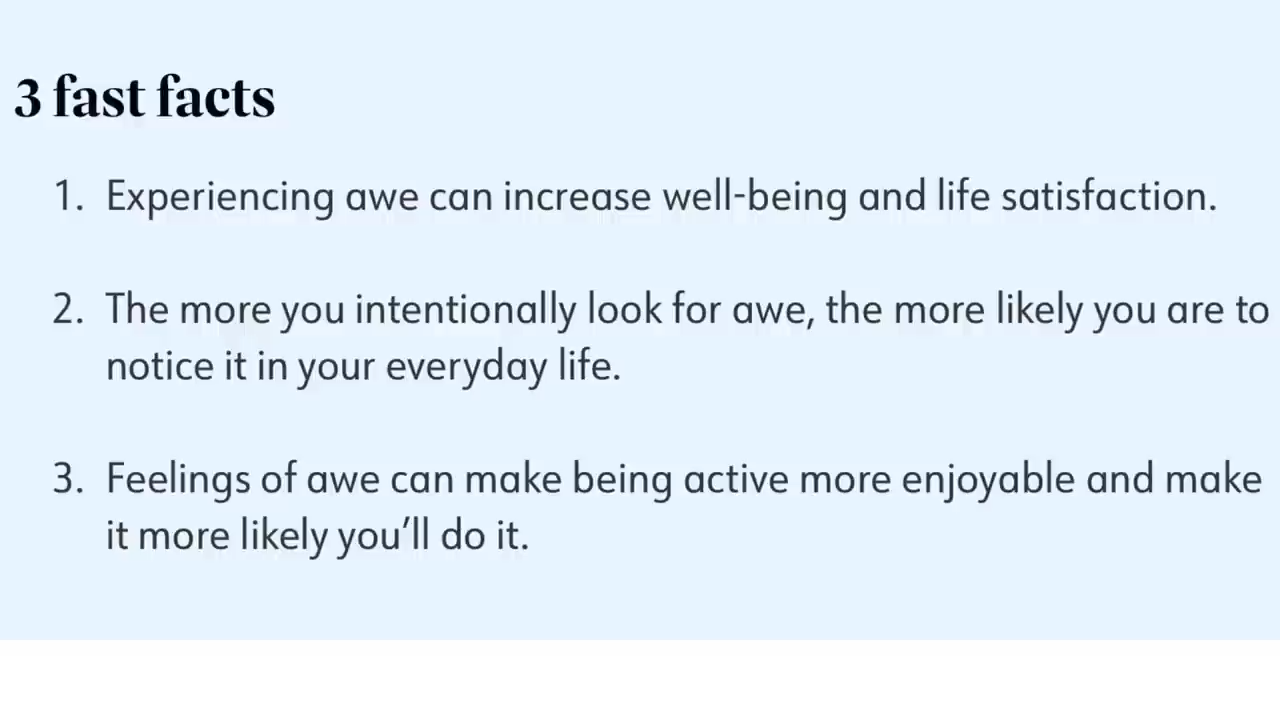 3 fast facts
1. Experiencing awe can increase well-being and life satisfaction.
2. The more you intentionally look for awe, the more likely you are to
notice it in your everyday life.
3. Feelings of awe can make being active more enjoyable and make
it more likely you’ll do it.